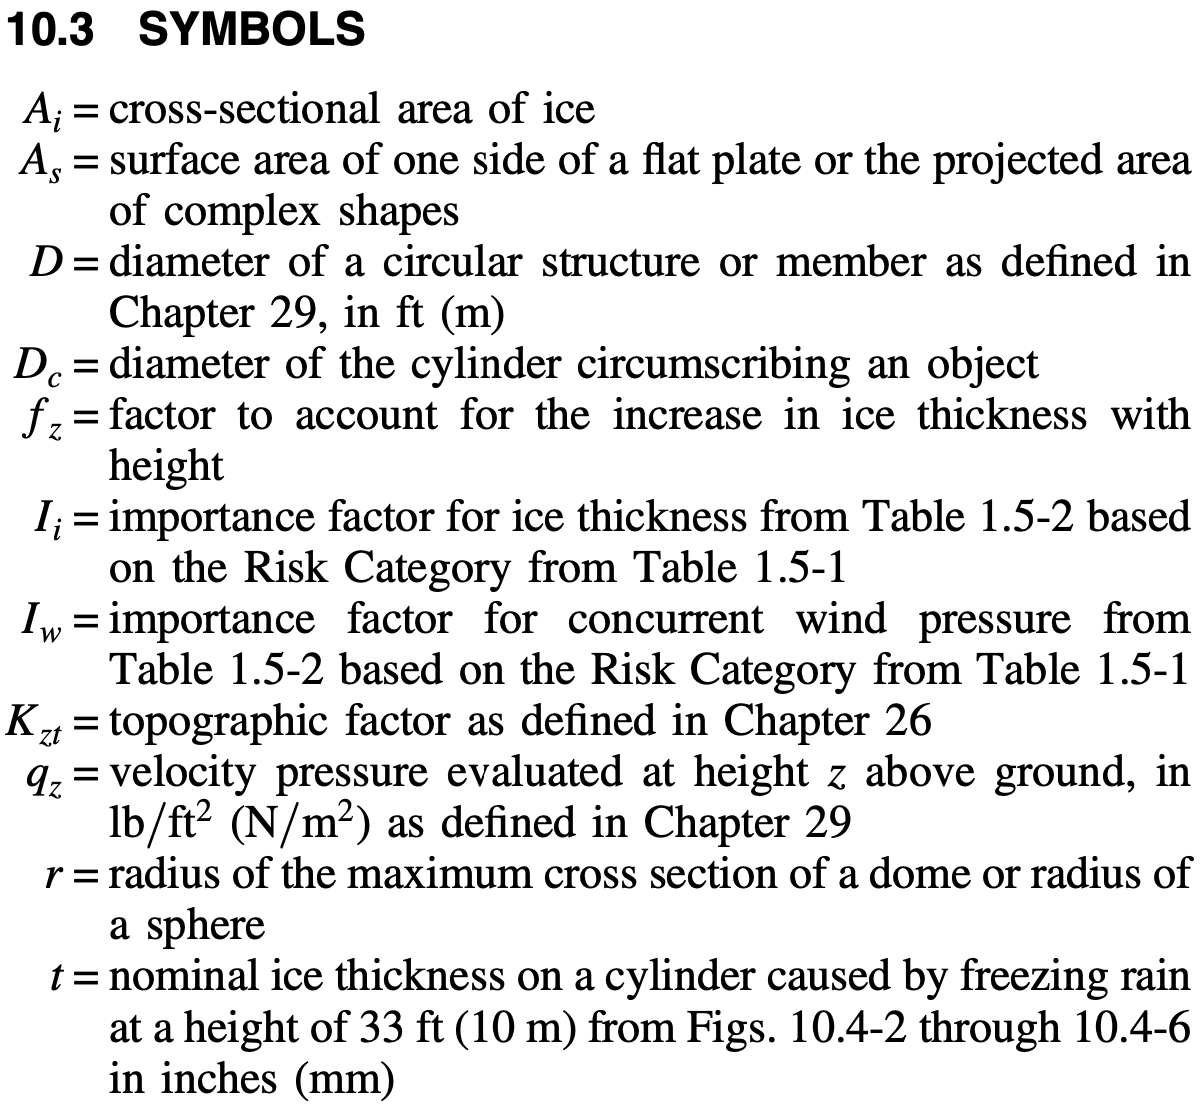 10.3 SYMBOLS
A_i = cross-sectional area of ice
A_s = surface area of one side of a flat plate or the projected area
of complex shapes
D = diameter of a circular structure or member as defined in
Chapter 29, in ft (m)
D_c = diameter of the cylinder circumscribing an object
f_z = factor to account for the increase in ice thickness with
height
I_i = importance factor for ice thickness from Table 1.5-2 based
on the Risk Category from Table 1.5-1
I_w = importance factor for concurrent wind pressure from
Table 1.5-2 based on the Risk Category from Table 1.5-1
K_zt = topographic factor as defined in Chapter 26
q_z = velocity pressure evaluated at height z above ground, in
lb/ft² (N/m²) as defined in Chapter 29
r = radius of the maximum cross section of a dome or radius of
a sphere
t = nominal ice thickness on a cylinder caused by freezing rain
at a height of 33 ft (10 m) from Figs. 10.4-2 through 10.4-6
in inches (mm)